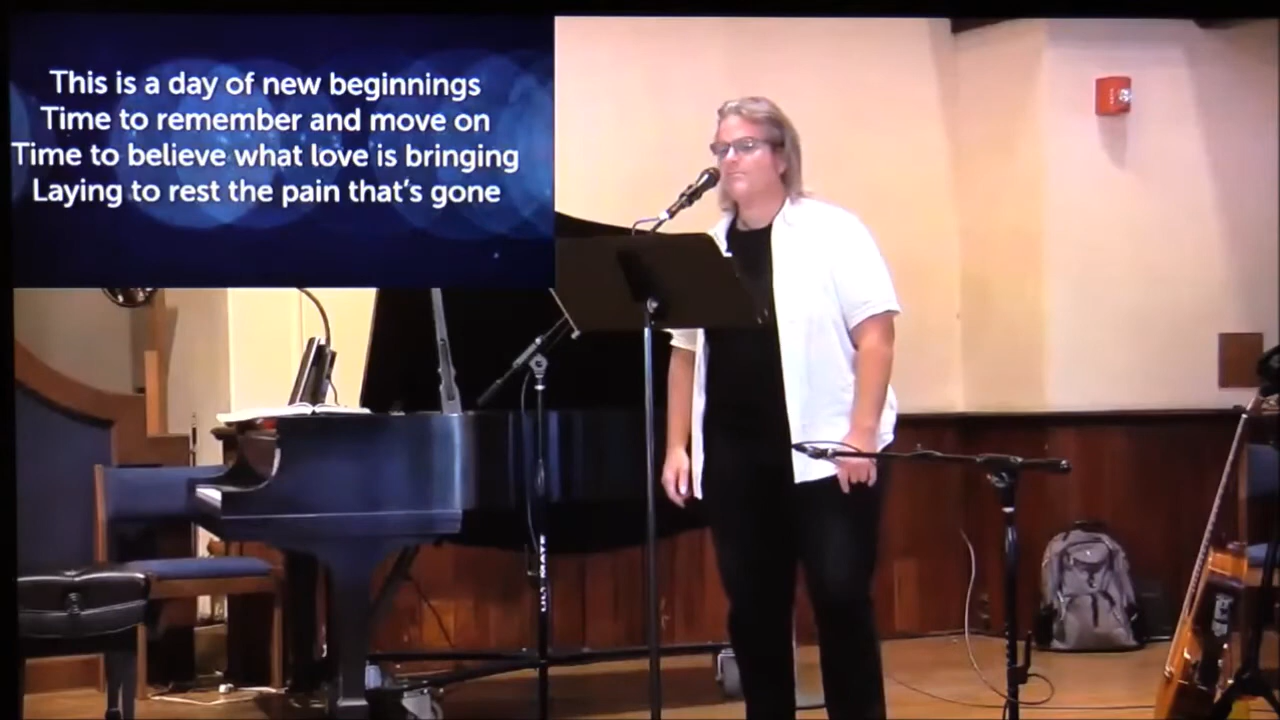 This is a day of new beginnings
Time to remember and move on
Time to believe what love is bringing
Laying to rest the pain that's gone